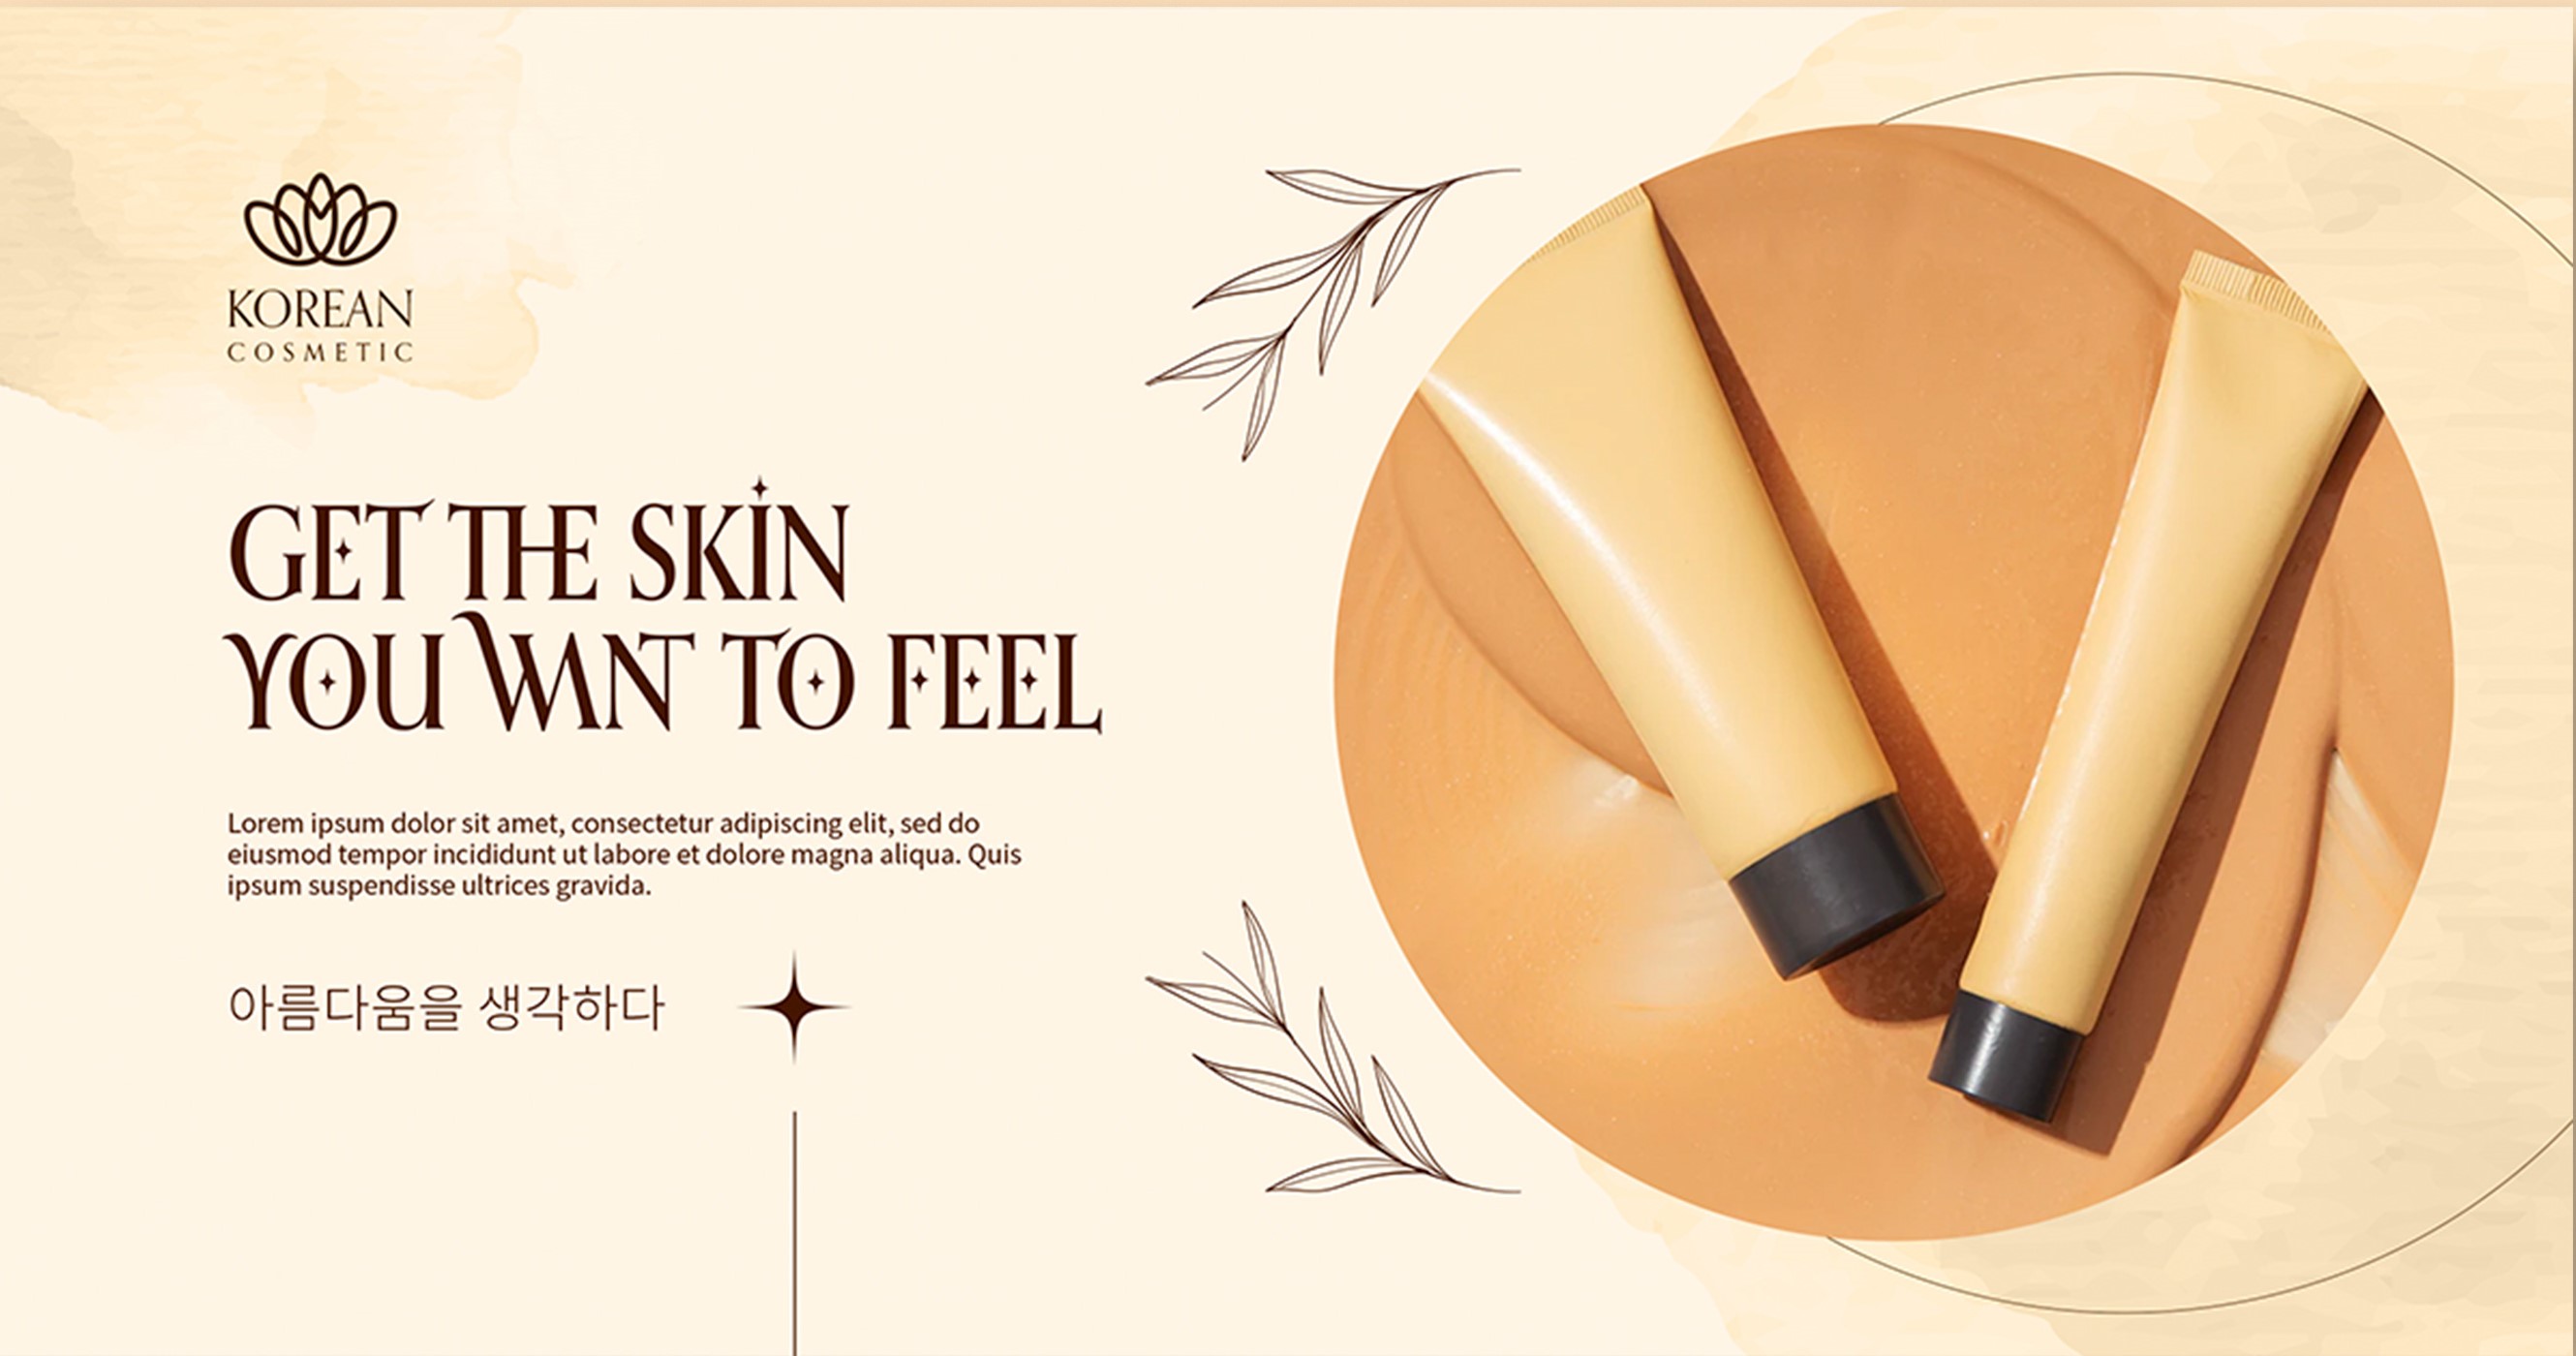 KOREAN
COSMETIC
GET THE SKIN
YOU WANT TO FEEL
Lorem ipsum dolor sit amet, consectetur adipiscing elit, sed do
eiusmod tempor incididunt ut labore et dolore magna aliqua. Quis
ipsum suspendisse ultrices gravida.
아름다움을 생각하다